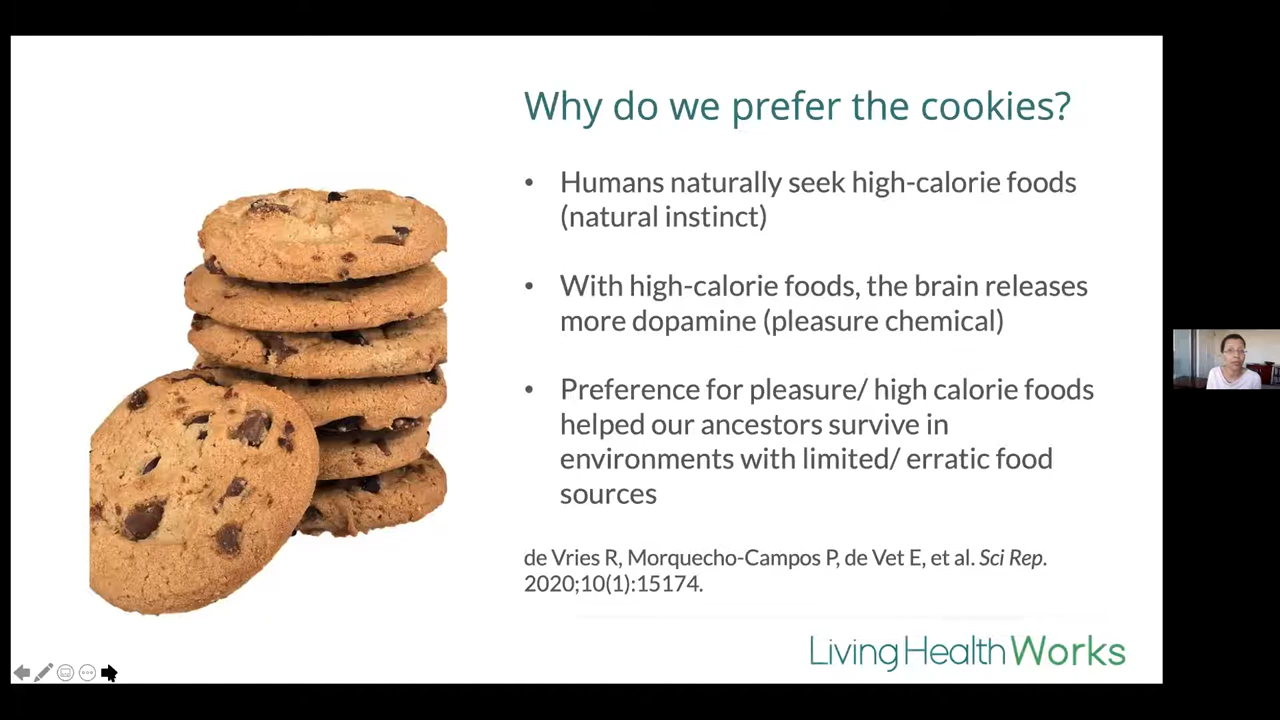 Why do we prefer the cookies?
• Humans naturally seek high-calorie foods
(natural instinct)
• With high-calorie foods, the brain releases
more dopamine (pleasure chemical)
• Preference for pleasure/ high calorie foods
helped our ancestors survive in
environments with limited/ erratic food
sources
de Vries R, Morquecho-Campos P, de Vet E, et al. Sci Rep.
2020;10(1):15174.
LivingHealthWorks